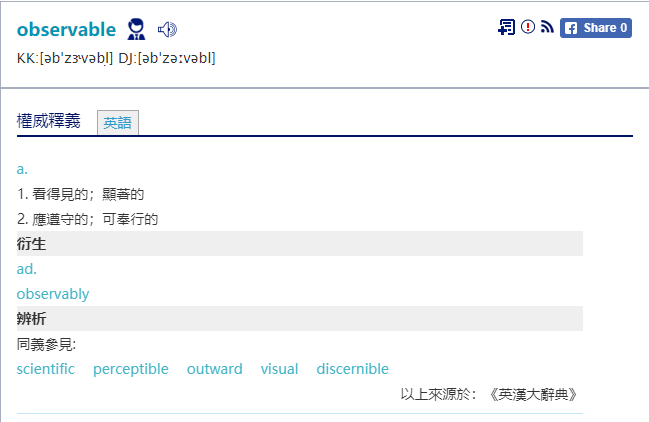 observable
Share 0
KK:[əbˋzɝvəb!] DJ:[əbˋzəːvəbl]
權威釋義 英語
a.
1. 看得見的；顯著的
2. 應遵守的；可奉行的
衍生
ad.
observably
辨析
同義參見:
scientific perceptible outward visual discernible
以上來源於：《英漢大辭典》